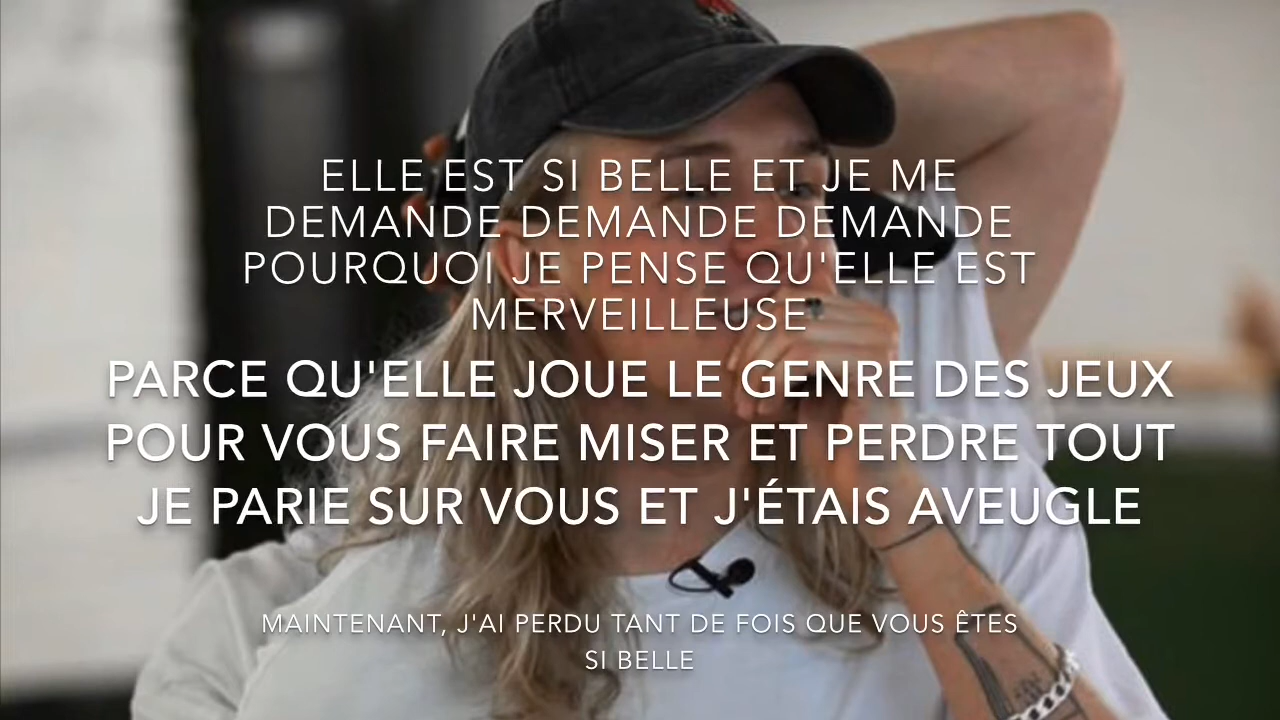 ELLE EST SI BELLE ET JE ME
DEMANDE DEMANDE DEMANDE
POURQUOI JE PENSE QU'ELLE EST
MERVEILLEUSE
PARCE QU'ELLE JOUE LE GENRE DES JEUX
POUR VOUS FAIRE MISER ET PERDRE TOUT
JE PARIE SUR VOUS ET J'ÉTAIS AVEUGLE
MAINTENANT, J'AI PERDU TANT DE FOIS QUE VOUS ÊTES
SI BELLE